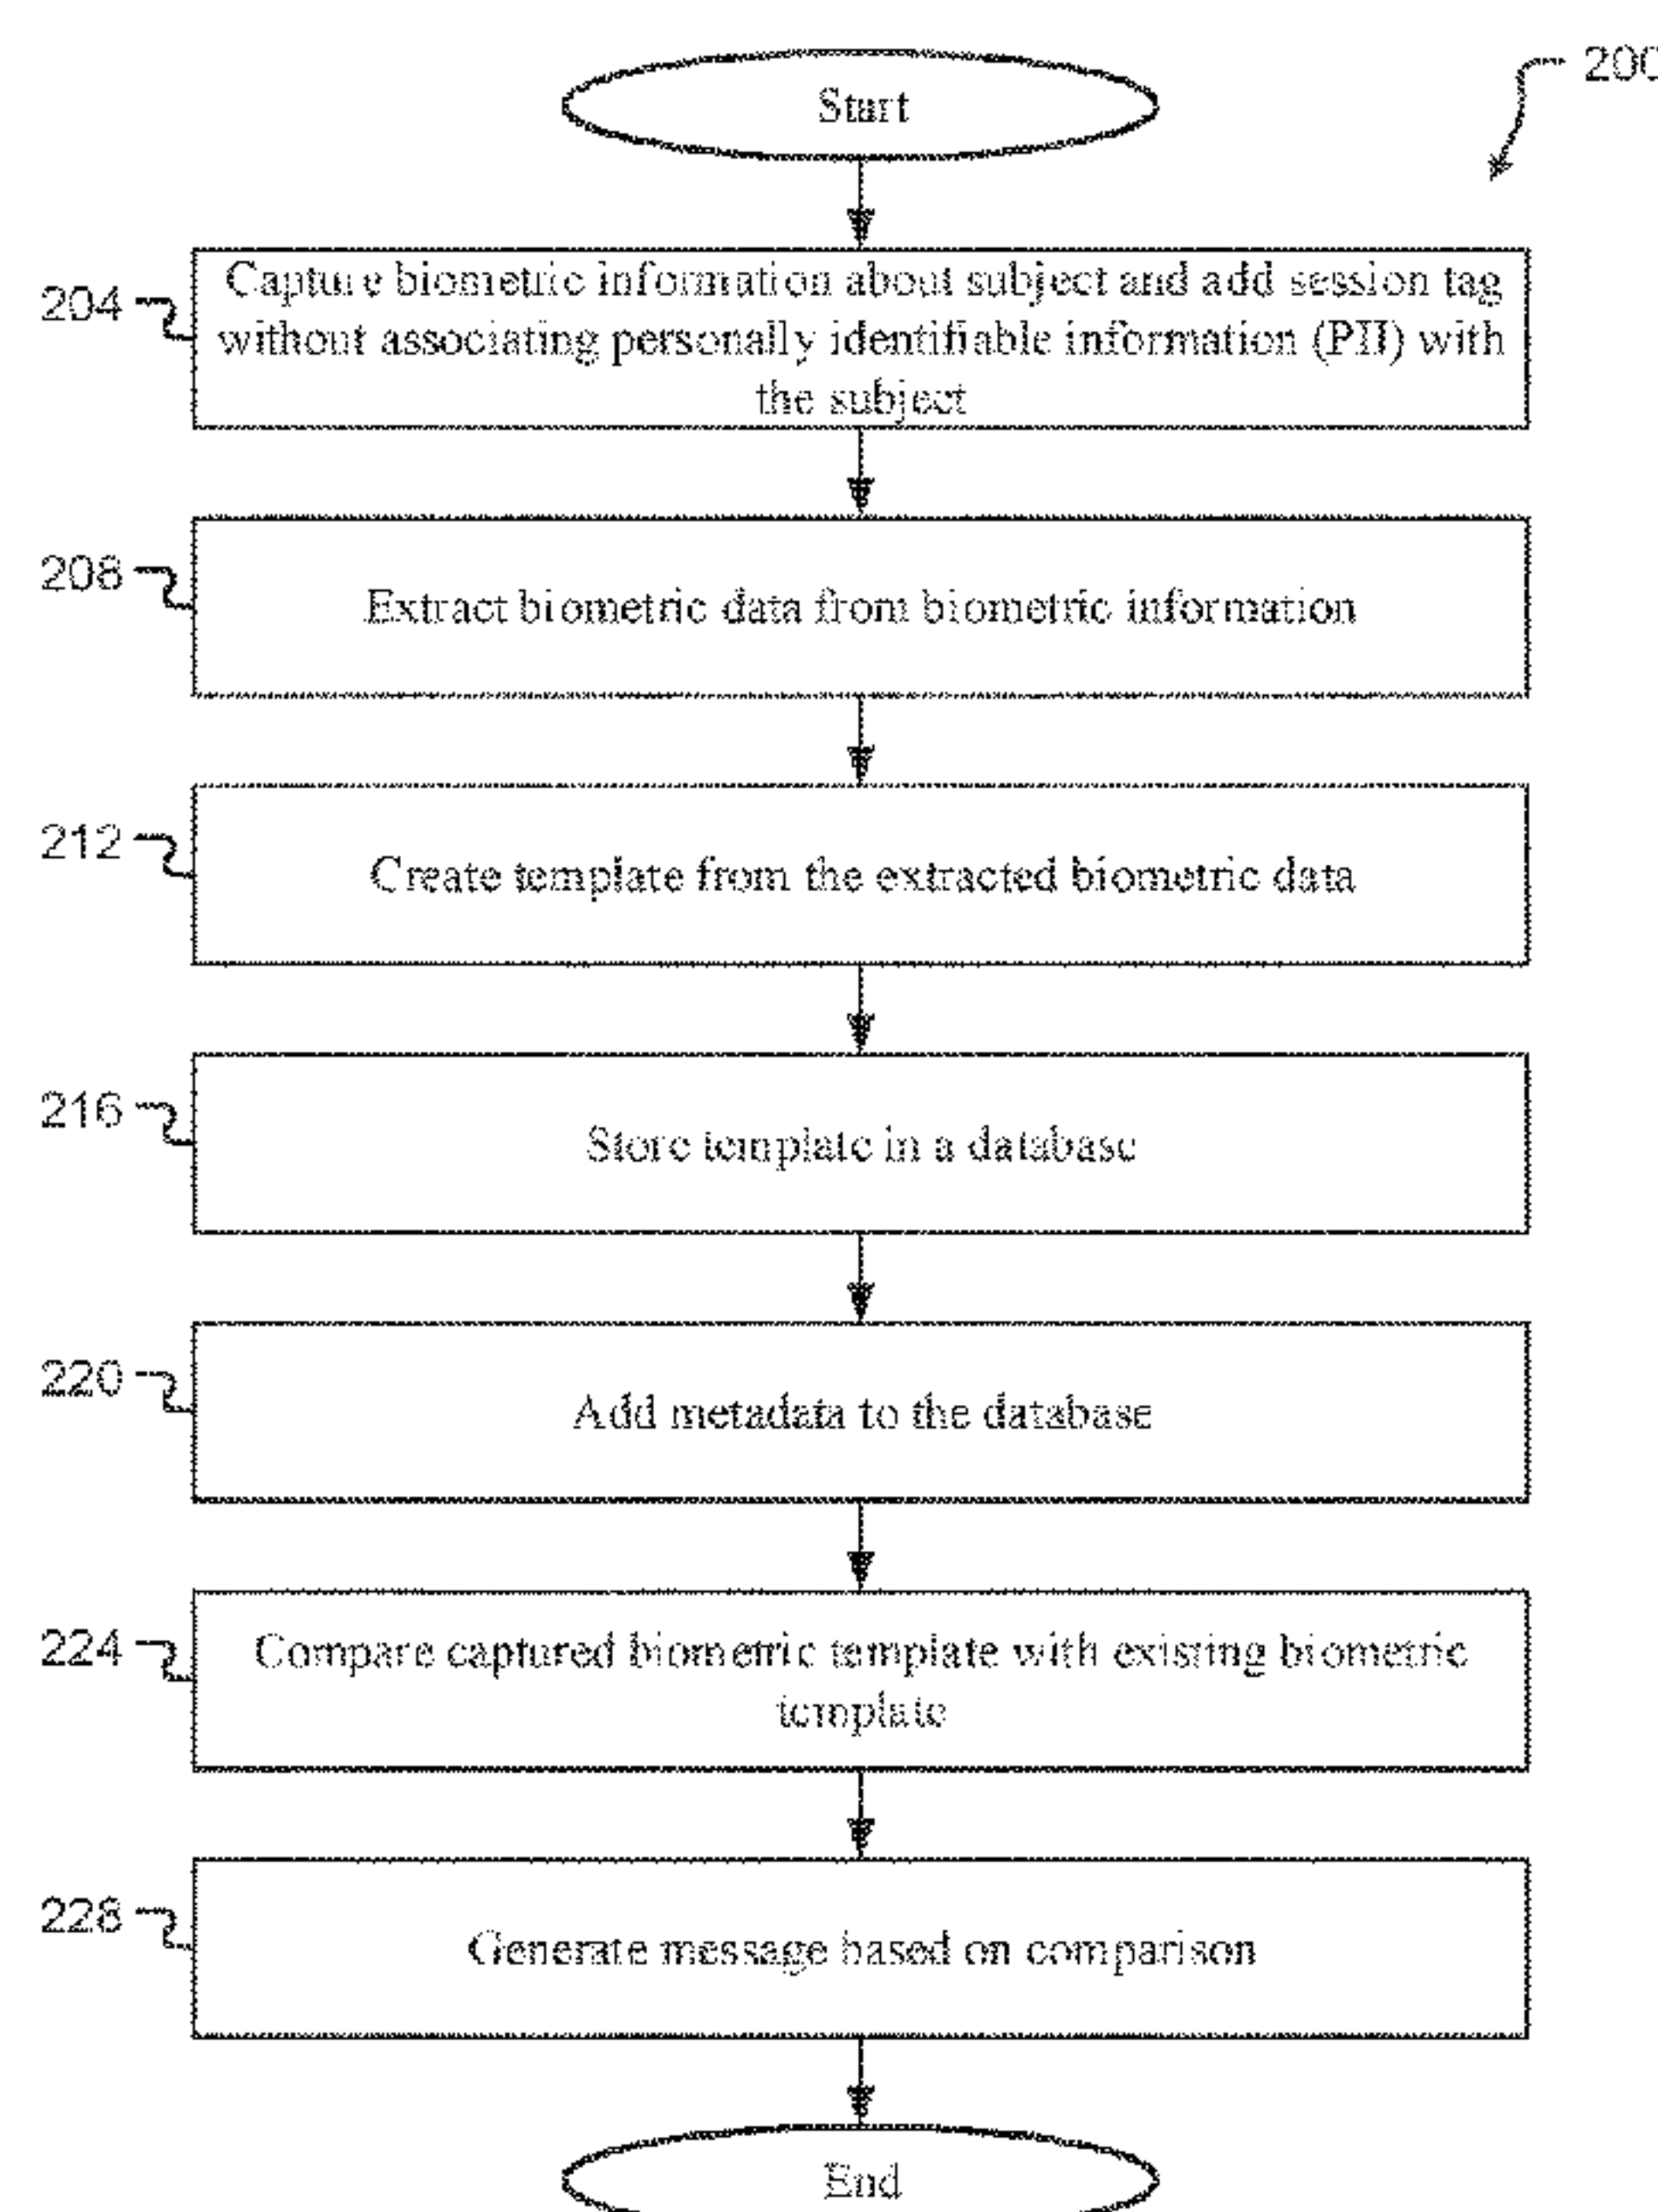 Start
200
204
Capture biometric information about subject and add session tag
without associating personally identifiable information (PII) with
the subject
208
Extract biometric data from biometric information
212
Create template from the extracted biometric data
216
Store template in a database
220
Add metadata to the database
224
Compare captured biometric template with existing biometric
template
228
Generate message based on comparison
End